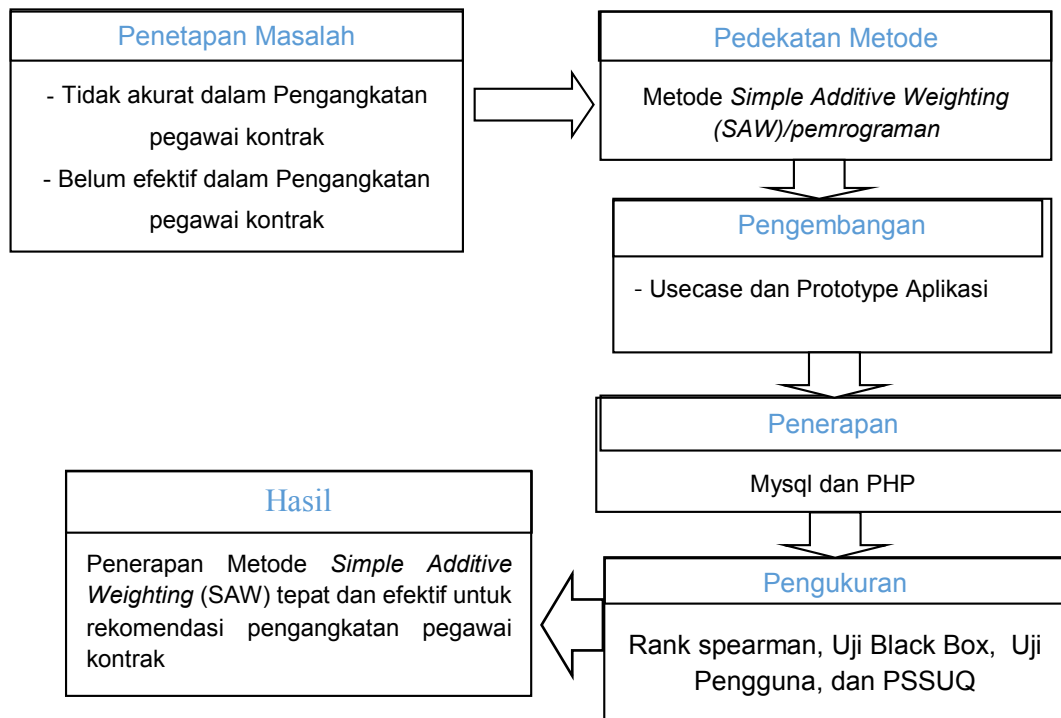 Penetapan Masalah
- Tidak akurat dalam Pengangkatan
pegawai kontrak
- Belum efektif dalam Pengangkatan
pegawai kontrak
Pedekatan Metode
Metode Simple Additive Weighting
(SAW)/pemrograman
Pengembangan
- Usecase dan Prototype Aplikasi
Penerapan
Mysql dan PHP
Pengukuran
Rank spearman, Uji Black Box, Uji
Pengguna, dan PSSUQ
Hasil
Penerapan Metode Simple Additive
Weighting (SAW) tepat dan efektif untuk
rekomendasi pengangkatan pegawai
kontrak